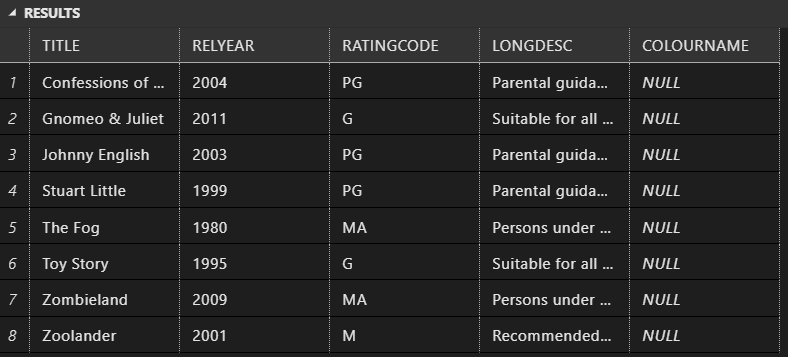 RESULTS
TITLE RELYEAR RATINGCODE LONGDESC COLOURNAME
1 Confessions of ... 2004 PG Parental guida... NULL
2 Gnomeo & Juliet 2011 G Suitable for all ... NULL
3 Johnny English 2003 PG Parental guida... NULL
4 Stuart Little 1999 PG Parental guida... NULL
5 The Fog 1980 MA Persons under ... NULL
6 Toy Story 1995 G Suitable for all ... NULL
7 Zombieland 2009 MA Persons under ... NULL
8 Zoolander 2001 M Recommended... NULL